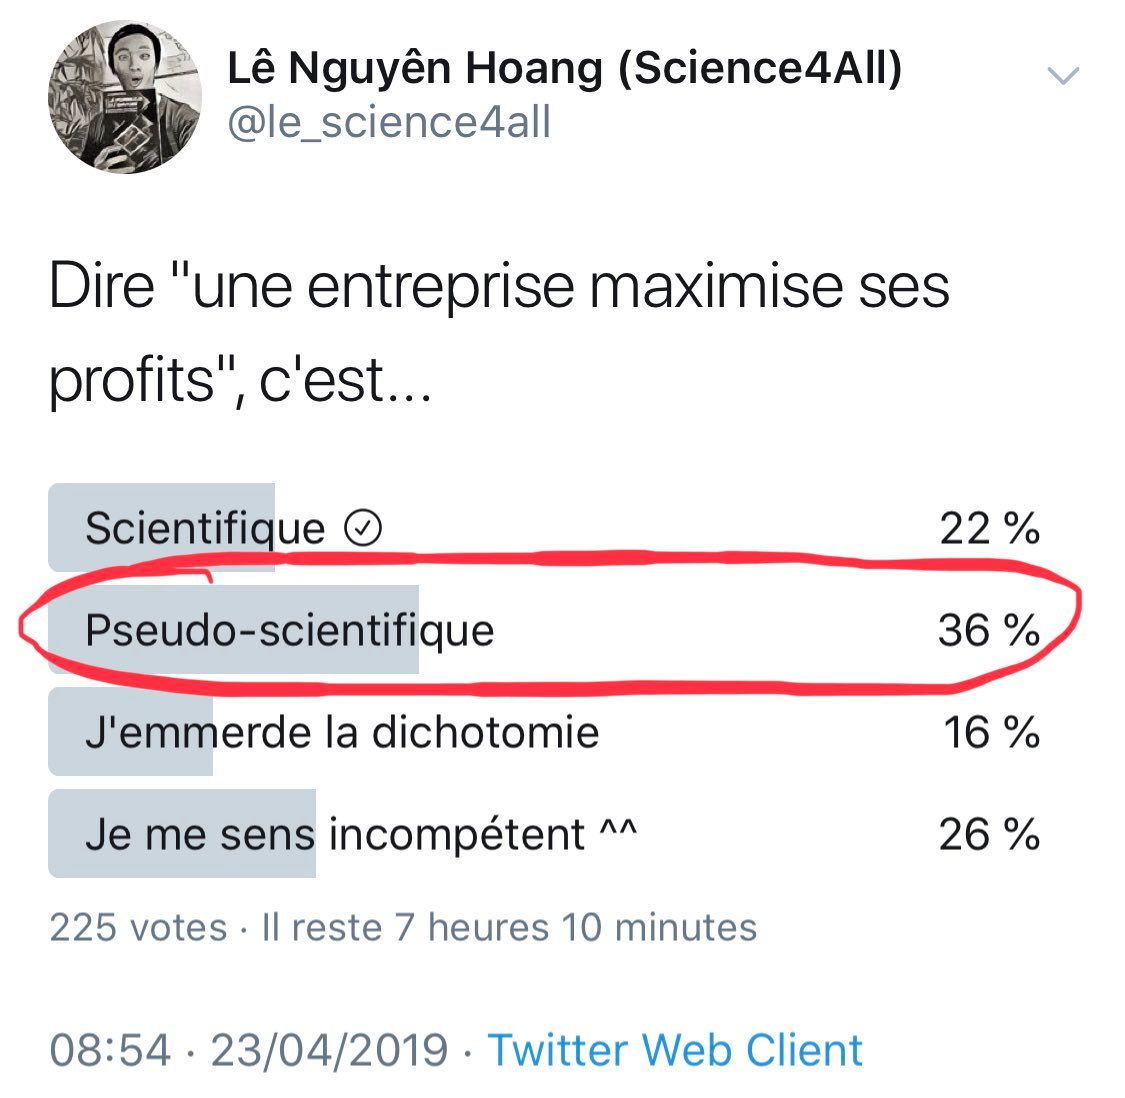 Lê Nguyên Hoang (Science4All)
@le_science4all
Dire "une entreprise maximise ses
profits", c'est...
Scientifique 22 %
Pseudo-scientifique 36 %
J'emmerde la dichotomie 16 %
Je me sens incompétent ^^ 26 %
225 votes · Il reste 7 heures 10 minutes
08:54 · 23/04/2019 · Twitter Web Client